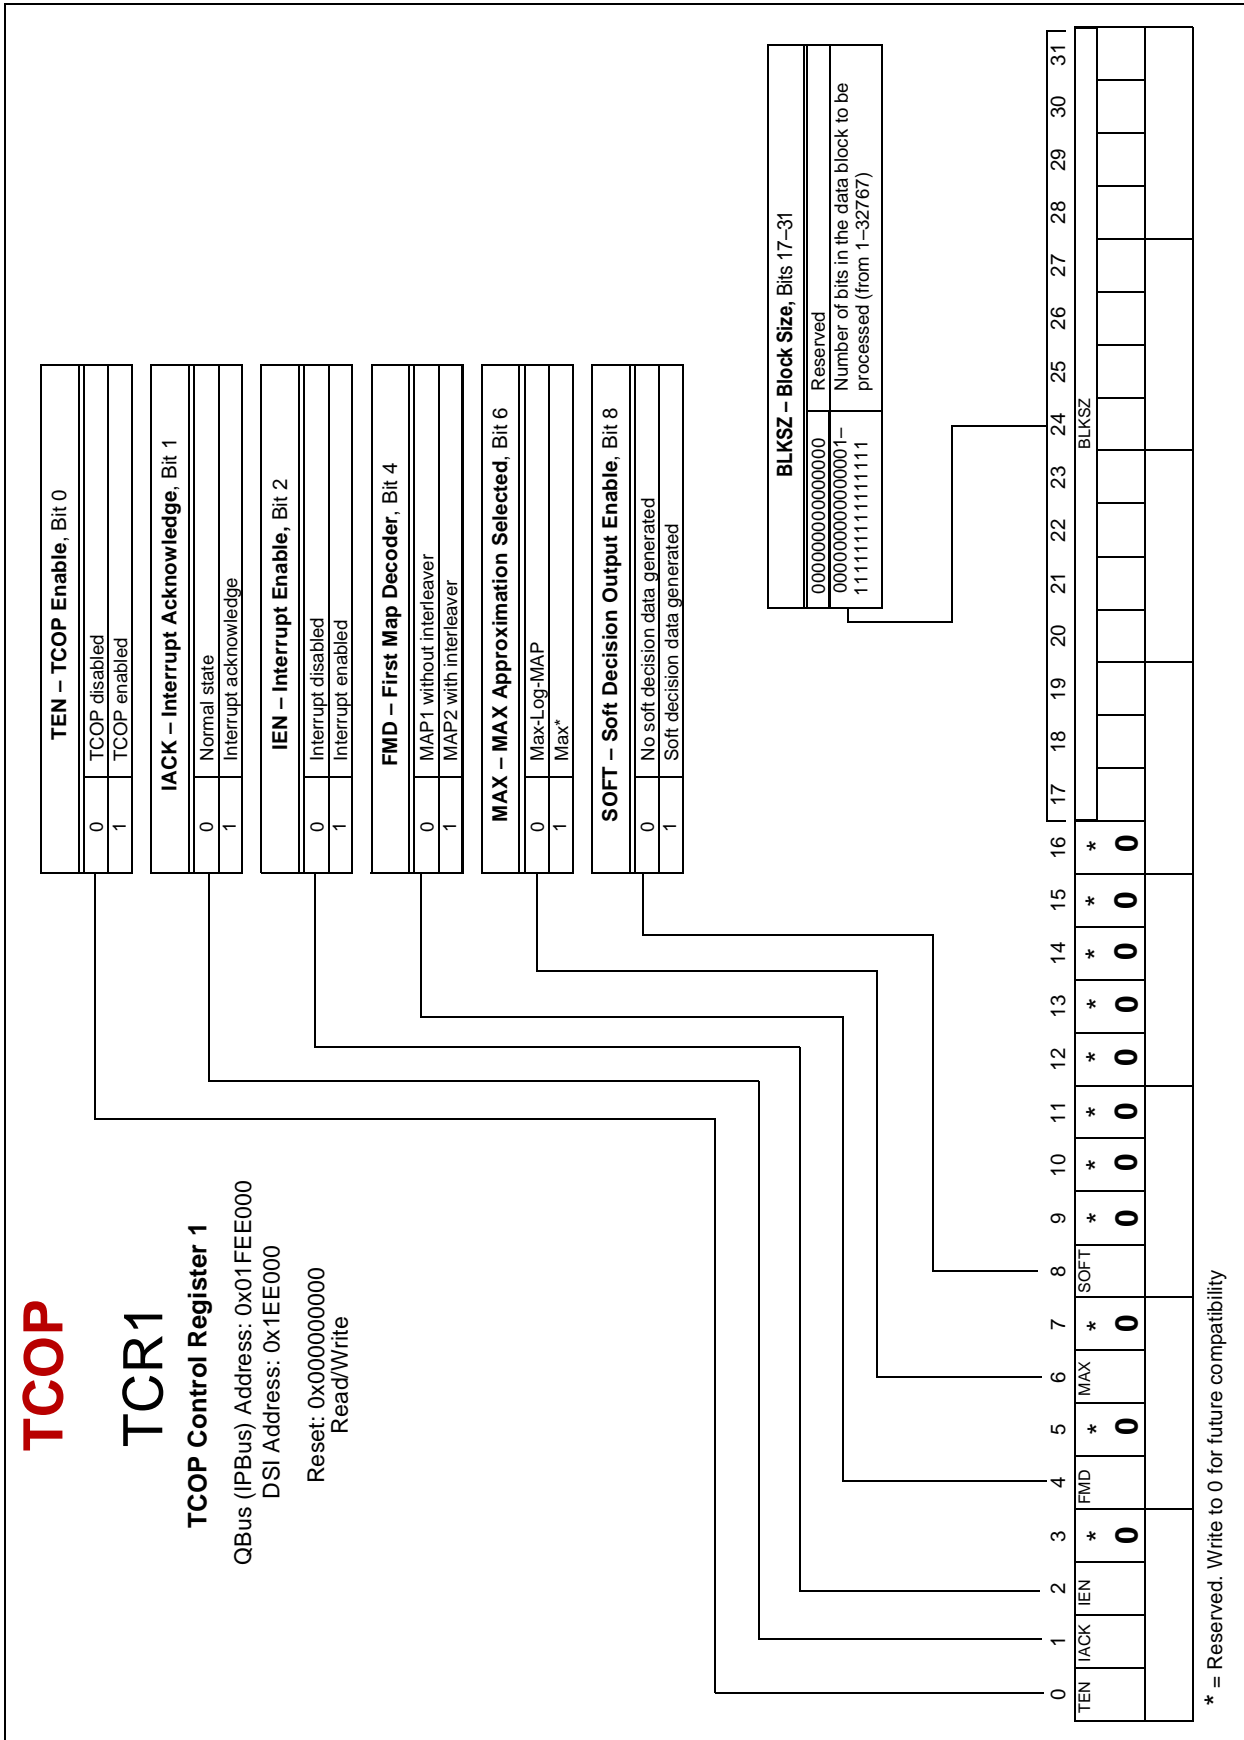 TCOP
TCR1
TCOP Control Register 1
QBus (IPBus) Address: 0x01FEE000
DSI Address: 0x1EE000
Reset: 0x000000000
Read/Write
TEN – TCOP Enable, Bit 0
0 TCOP disabled
1 TCOP enabled
IACK – Interrupt Acknowledge, Bit 1
0 Normal state
1 Interrupt acknowledge
IEN – Interrupt Enable, Bit 2
0 Interrupt disabled
1 Interrupt enabled
FMD – First Map Decoder, Bit 4
0 MAP1 without interleaver
1 MAP2 with interleaver
MAX – MAX Approximation Selected, Bit 6
0 Max-Log-MAP
1 Max*
SOFT – Soft Decision Output Enable, Bit 8
0 No soft decision data generated
1 Soft decision data generated
BLKSZ – Block Size, Bits 17–31
000000000000000 Reserved
000000000000001– Number of bits in the data block to be
111111111111111 processed (from 1–32767)
0 1 2 3 4 5 6 7 8 9 10 11 12 13 14 15 16 17 18 19 20 21 22 23 24 25 26 27 28 29 30 31
TEN IACK IEN * FMD * MAX * SOFT * * * * * * * * BLKSZ
0 0 0 0 0 0 0 0 0 0 0
* = Reserved. Write to 0 for future compatibility